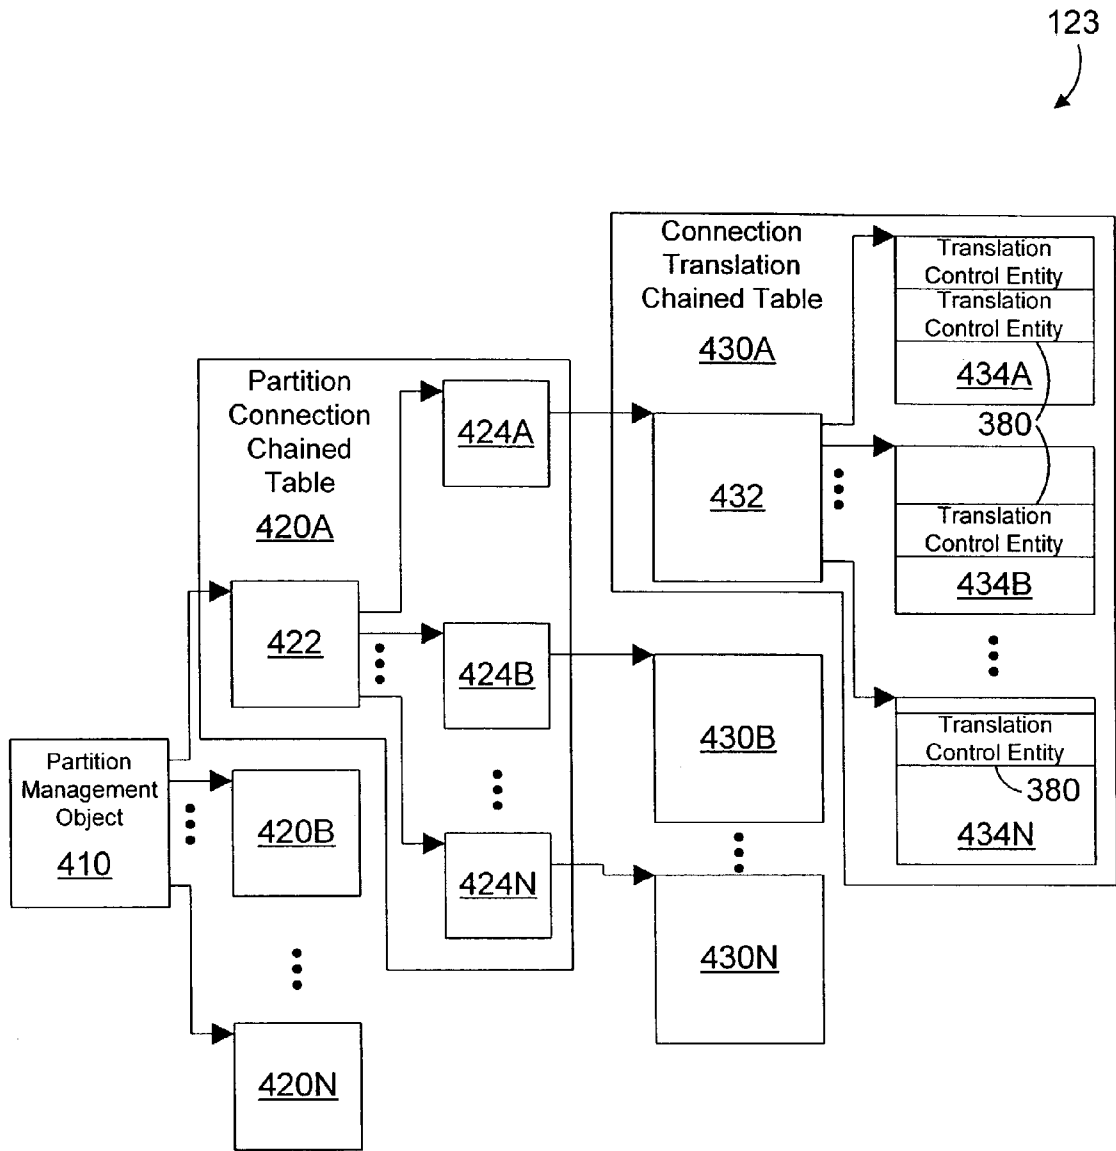 123
Connection
Translation
Chained Table
430A
Translation
Control Entity
Translation
Control Entity
434A
380
Partition
Connection
Chained
Table
420A
424A
432
Translation
Control Entity
434B
422
424B
430B
Translation
Control Entity
380
434N
Partition
Management
Object
410
420B
424N
430N
420N